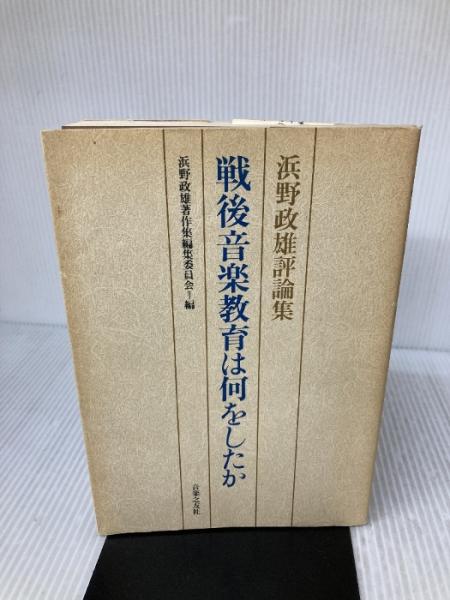 浜野政雄評論集
戦後音楽教育は何をしたか
浜野政雄著作集編集委員会=編
音楽之友社